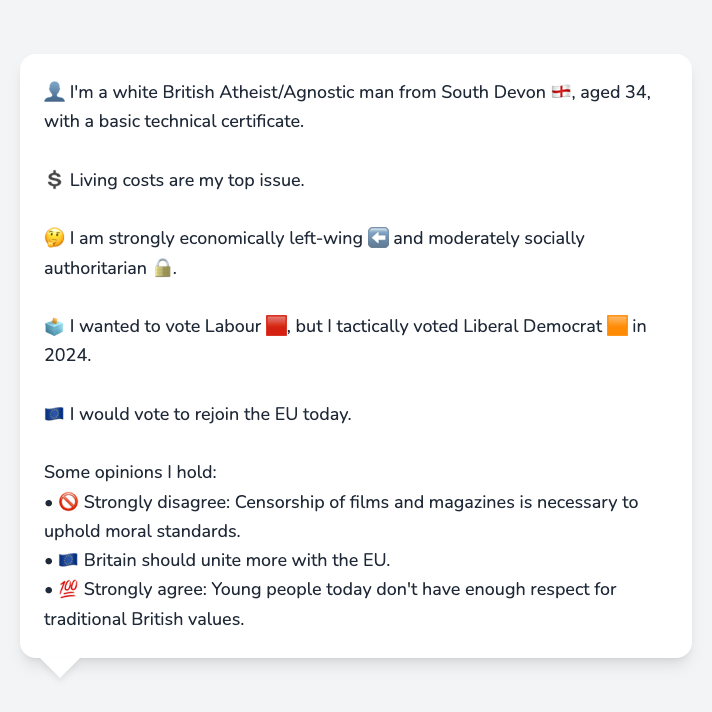 👤 I'm a white British Atheist/Agnostic man from South Devon 🏴󠁧󠁢󠁥󠁮󠁧󠁿, aged 34,
with a basic technical certificate.
💲 Living costs are my top issue.
🤔 I am strongly economically left-wing ⬅️ and moderately socially
authoritarian 🔒.
🗳️ I wanted to vote Labour 🟥, but I tactically voted Liberal Democrat 🟧 in
2024.
🇪🇺 I would vote to rejoin the EU today.
Some opinions I hold:
• 🚫 Strongly disagree: Censorship of films and magazines is necessary to
uphold moral standards.
• 🇪🇺 Britain should unite more with the EU.
• 💯 Strongly agree: Young people today don't have enough respect for
traditional British values.